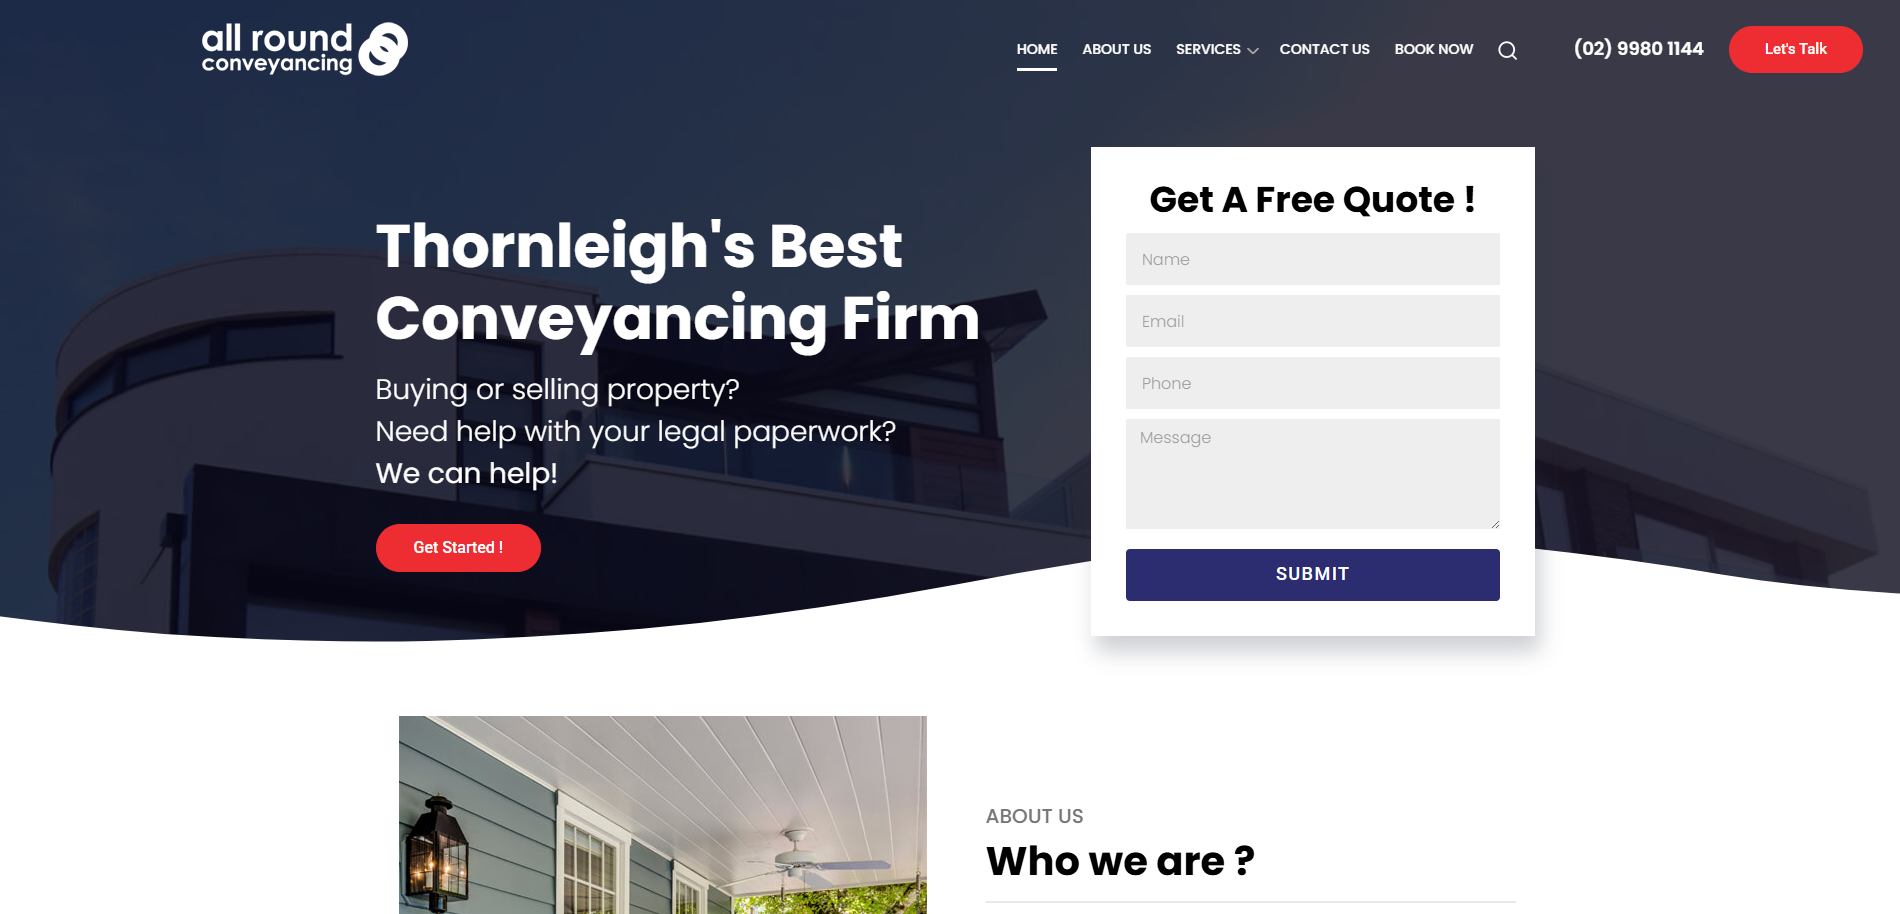 all round
conveyancing
HOME
ABOUT US
SERVICES
CONTACT US
BOOK NOW
(02) 9980 1144
Let's Talk
Thornleigh's Best
Conveyancing Firm
Buying or selling property?
Need help with your legal paperwork?
We can help!
Get Started !
Get A Free Quote !
Name
Email
Phone
Message
SUBMIT
ABOUT US
Who we are ?